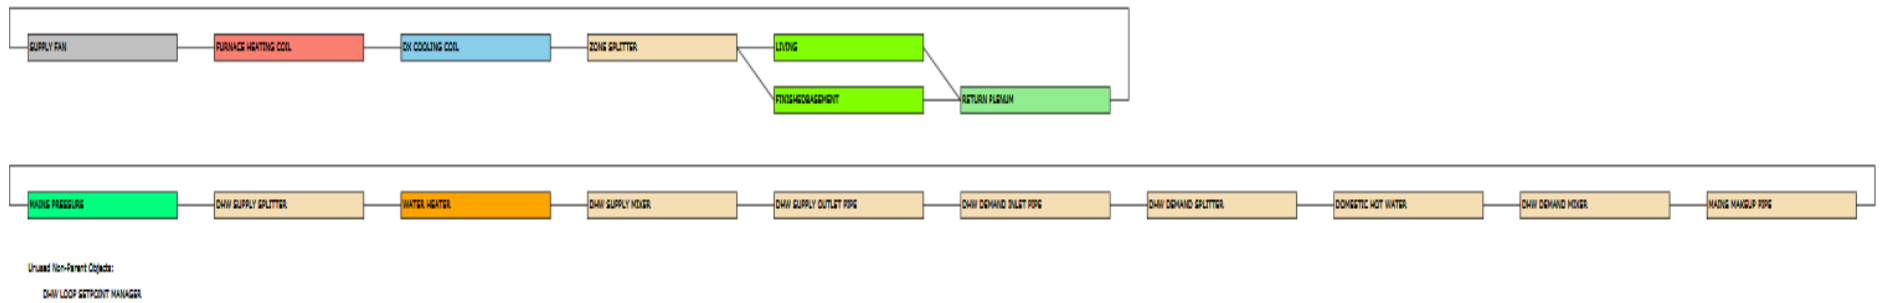 SUPPLY FAN
FURNACE HEATING COIL
DX COOLING COIL
ZONE SPLITTER
LIVING
FINISHEDBASEMENT
RETURN PLENUM
MAINS PRESSURE
DHW SUPPLY SPLITTER
WATER HEATER
DHW SUPPLY MIXER
DHW SUPPLY OUTLET PIPE
DHW DEMAND INLET PIPE
DHW DEMAND SPLITTER
DOMESTIC HOT WATER
DHW DEMAND MIXER
MAINS MAKEUP PIPE
Unused Non-Parent Objects:
DHW LOOP SETPOINT MANAGER